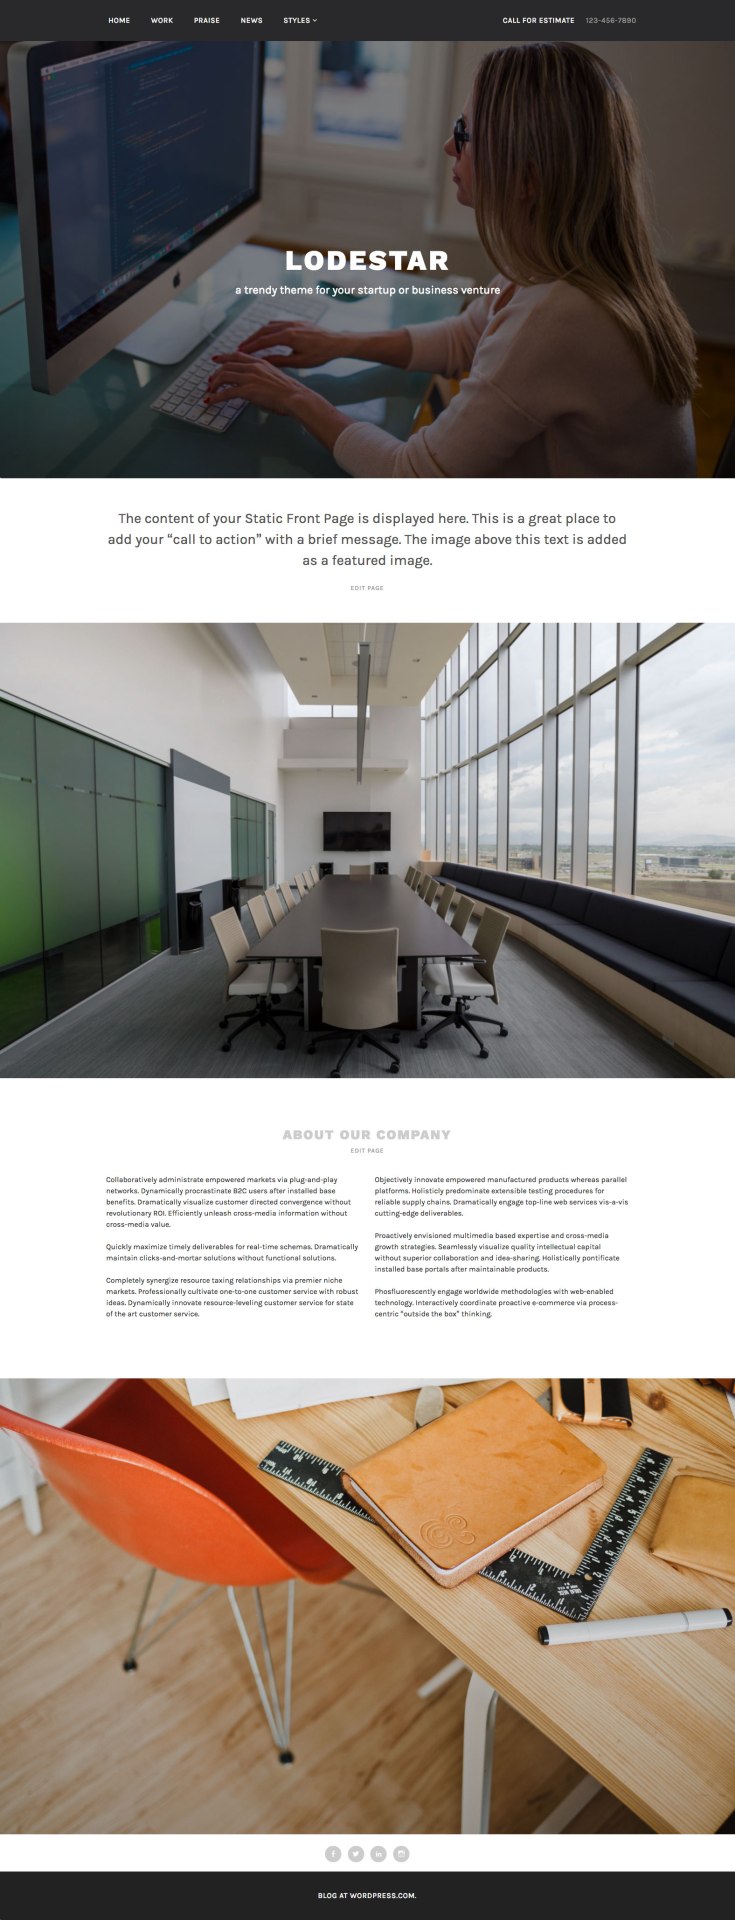 HOME WORK PRAISE NEWS STYLES CALL FOR ESTIMATE 123-456-7890
LODESTAR
a trendy theme for your startup or business venture
The content of your Static Front Page is displayed here. This is a great place to
add your “call to action” with a brief message. The image above this text is added
as a featured image.
EDIT PAGE
ABOUT OUR COMPANY
EDIT PAGE
Collaboratively administrate empowered markets via plug-and-play
networks. Dynamically procrastinate B2C users after installed base
benefits. Dramatically visualize customer directed convergence without
revolutionary ROI. Efficiently unleash cross-media information without
cross-media value.
Quickly maximize timely deliverables for real-time schemas. Dramatically
maintain clicks-and-mortar solutions without functional solutions.
Completely synergize resource taxing relationships via premier niche
markets. Professionally cultivate one-to-one customer service with robust
ideas. Dynamically innovate resource-leveling customer service for state
of the art customer service.
Objectively innovate empowered manufactured products whereas parallel
platforms. Holisticly predominate extensible testing procedures for
reliable supply chains. Dramatically engage top-line web services vis-a-vis
cutting-edge deliverables.
Proactively envisioned multimedia based expertise and cross-media
growth strategies. Seamlessly visualize quality intellectual capital
without superior collaboration and idea-sharing. Holistically pontificate
installed base portals after maintainable products.
Phosfluorescently engage worldwide methodologies with web-enabled
technology. Interactively coordinate proactive e-commerce via process-
centric “outside the box” thinking.
BLOG AT WORDPRESS.COM.